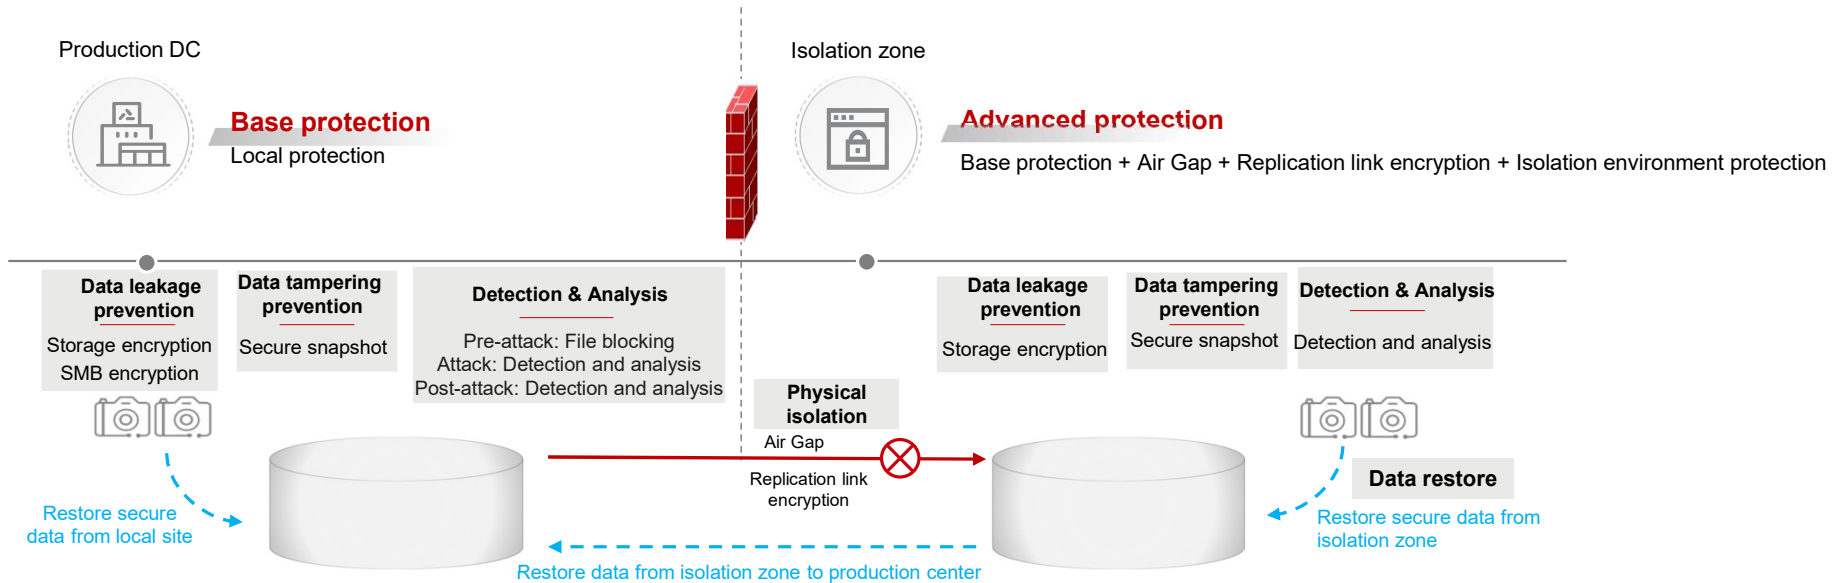 Production DC
Base protection
Local protection
Isolation zone
Advanced protection
Base protection + Air Gap + Replication link encryption + Isolation environment protection
Data leakage
prevention
Storage encryption
SMB encryption
Data tampering
prevention
Secure snapshot
Detection & Analysis
Pre-attack: File blocking
Attack: Detection and analysis
Post-attack: Detection and analysis
Physical
isolation
Air Gap
Replication link
encryption
Data leakage
prevention
Storage encryption
Data tampering
prevention
Secure snapshot
Detection & Analysis
Detection and analysis
Data restore
Restore secure data from
isolation zone
Restore secure
data from local site
Restore data from isolation zone to production center